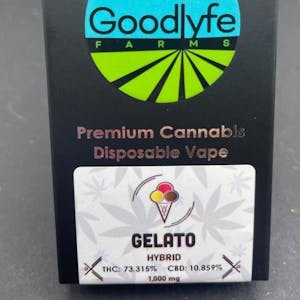 Goodlyfe
FARMS
Premium Cannabis
Disposable Vape
GELATO
HYBRID
THC: 73.315% CBD: 10.859%
1,000 mg